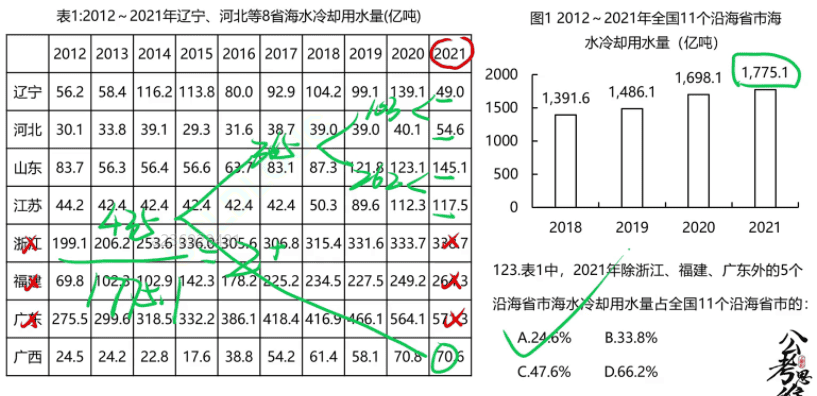 表1:2012～2021年辽宁、河北等8省海水冷却用水量(亿吨)
2012 2013 2014 2015 2016 2017 2018 2019 2020 2021
辽宁 56.2 58.4 116.2 113.8 80.0 92.9 104.2 99.1 139.1 49.0
河北 30.1 33.8 39.1 29.3 31.6 38.7 39.0 39.0 40.1 54.6
山东 83.7 56.3 56.4 56.6 63.7 83.1 87.3 121.8 123.1 145.1
江苏 44.2 42.4 42.4 42.4 42.4 42.4 50.3 89.6 112.3 117.5
浙江 199.1 206.2 253.6 336.0 305.6 306.8 315.4 331.6 333.7
福建 69.8 102.3 102.9 142.3 178.2 225.2 234.5 227.5 249.2
广东 275.5 299.6 318.5 332.2 386.1 418.4 416.9 466.1 564.1
广西 24.5 24.2 22.8 17.6 38.8 54.2 61.4 58.1 70.8 70.6
103
365
262
435
1775.1
图1 2012～2021年全国11个沿海省市海
水冷却用水量（亿吨）
2000
1500
1000
500
0
1,391.6 1,486.1 1,698.1 1,775.1
2018 2019 2020 2021
123.表1中，2021年除浙江、福建、广东外的5个
沿海省市海水冷却用水量占全国11个沿海省市的：
A.24.6% B.33.8%
C.47.6% D.66.2%
公考思维